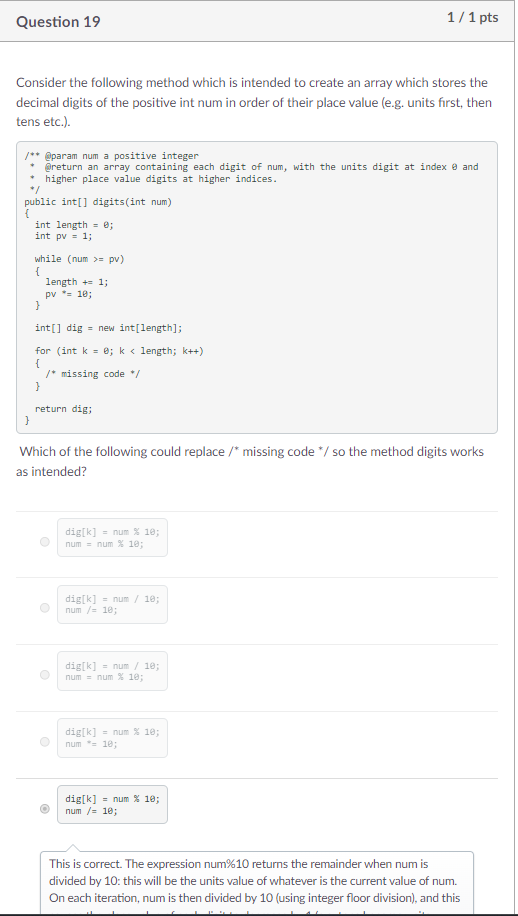 Question 19
1 / 1 pts
Consider the following method which is intended to create an array which stores the
decimal digits of the positive int num in order of their place value (e.g. units first, then
tens etc.).
/** @param num a positive integer
* @return an array containing each digit of num, with the units digit at index 0 and
* higher place value digits at higher indices.
*/
public int[] digits(int num)
{
int length = 0;
int pv = 1;
while (num >= pv)
{
length += 1;
pv *= 10;
}
int[] dig = new int[length];
for (int k = 0; k < length; k++)
{
/* missing code */
}
return dig;
}
Which of the following could replace /* missing code */ so the method digits works
as intended?
dig[k] = num % 10;
num = num % 10;
dig[k] = num / 10;
num /= 10;
dig[k] = num / 10;
num = num % 10;
dig[k] = num % 10;
num *= 10;
dig[k] = num % 10;
num /= 10;
This is correct. The expression num%10 returns the remainder when num is
divided by 10: this will be the units value of whatever is the current value of num.
On each iteration, num is then divided by 10 (using integer floor division), and this